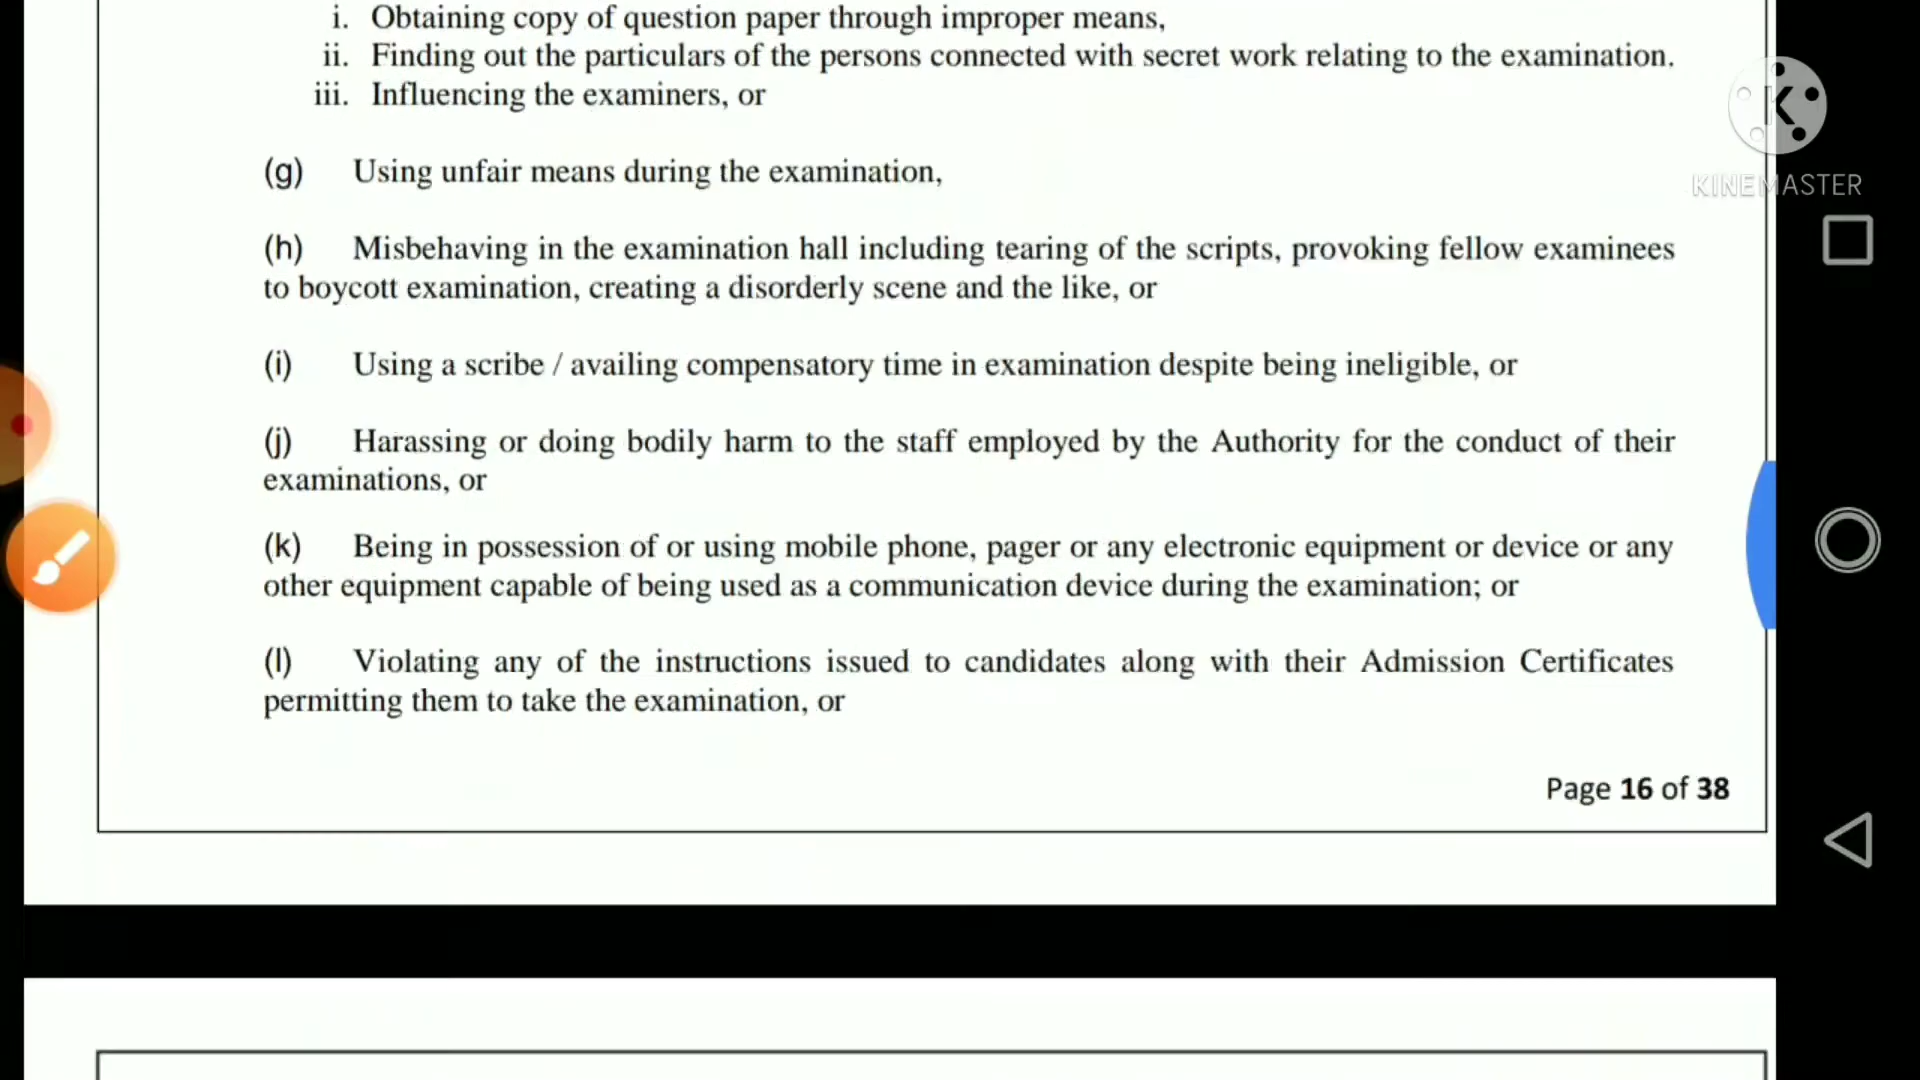 i. Obtaining copy of question paper through improper means,
ii. Finding out the particulars of the persons connected with secret work relating to the examination.
iii. Influencing the examiners, or
(g) Using unfair means during the examination,
(h) Misbehaving in the examination hall including tearing of the scripts, provoking fellow examinees
to boycott examination, creating a disorderly scene and the like, or
(i) Using a scribe / availing compensatory time in examination despite being ineligible, or
(j) Harassing or doing bodily harm to the staff employed by the Authority for the conduct of their
examinations, or
(k) Being in possession of or using mobile phone, pager or any electronic equipment or device or any
other equipment capable of being used as a communication device during the examination; or
(l) Violating any of the instructions issued to candidates along with their Admission Certificates
permitting them to take the examination, or
Page 16 of 38
K
KINEMASTER